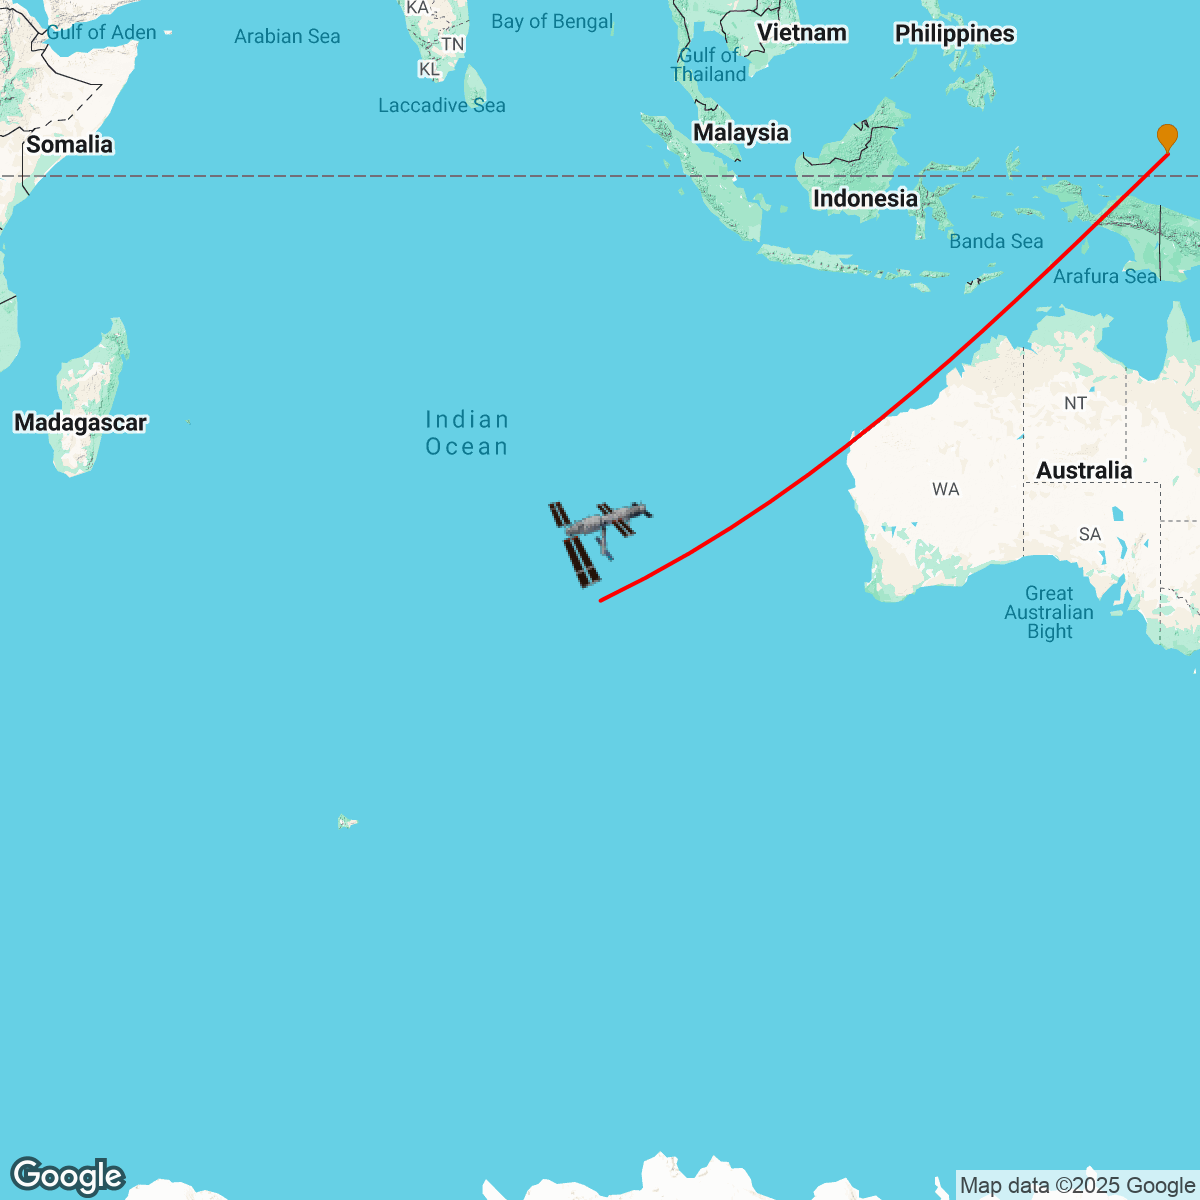 KA
Bay of Bengal
Vietnam
Philippines
Gulf of Aden
Arabian Sea
TN
Gulf of
Thailand
KL
Laccadive Sea
Malaysia
Somalia
Indonesia
Banda Sea
Arafura Sea
NT
Madagascar
Indian
Ocean
Australia
WA
SA
Great
Australian
Bight
Google
Map data ©2025 Google